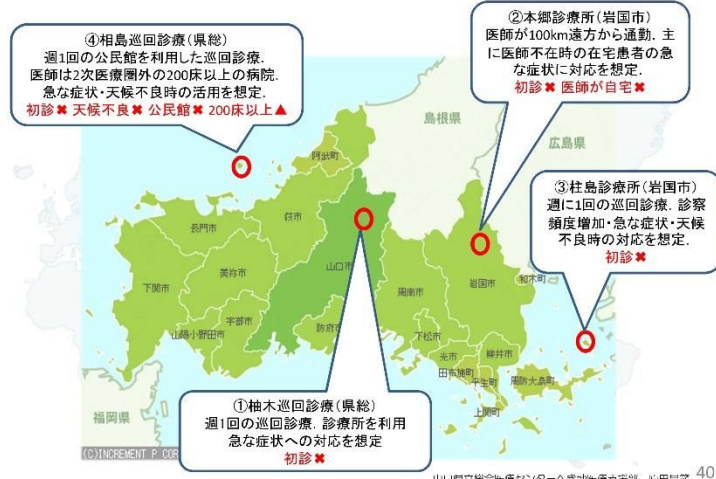 ④相島巡回診療(県総)
週1回の公民館を利用した巡回診療．
医師は2次医療圏外の200床以上の病院．
急な症状・天候不良時の活用を想定．
初診✖ 天候不良✖ 公民館✖ 200床以上▲
②本郷診療所(岩国市)
医師が100km遠方から通勤．主
に医師不在時の在宅患者の急
な症状に対応を想定．
初診✖ 医師が自宅✖
③柱島診療所(岩国市)
週に1回の巡回診療．診察
頻度増加・急な症状・天候
不良時の対応を想定．
初診✖
①柚木巡回診療(県総)
週1回の巡回診療．診療所を利用
急な症状への対応を想定
初診✖
島根県
広島県
阿武町
萩市
長門市
山口市
美祢市
下関市
周南市
岩国市
和木町
宇部市
山陽小野田市
防府市
下松市
光市
柳井市
田布施町
平生町
周防大島町
上関町
福岡県
(C)INCREMENT P COR
40